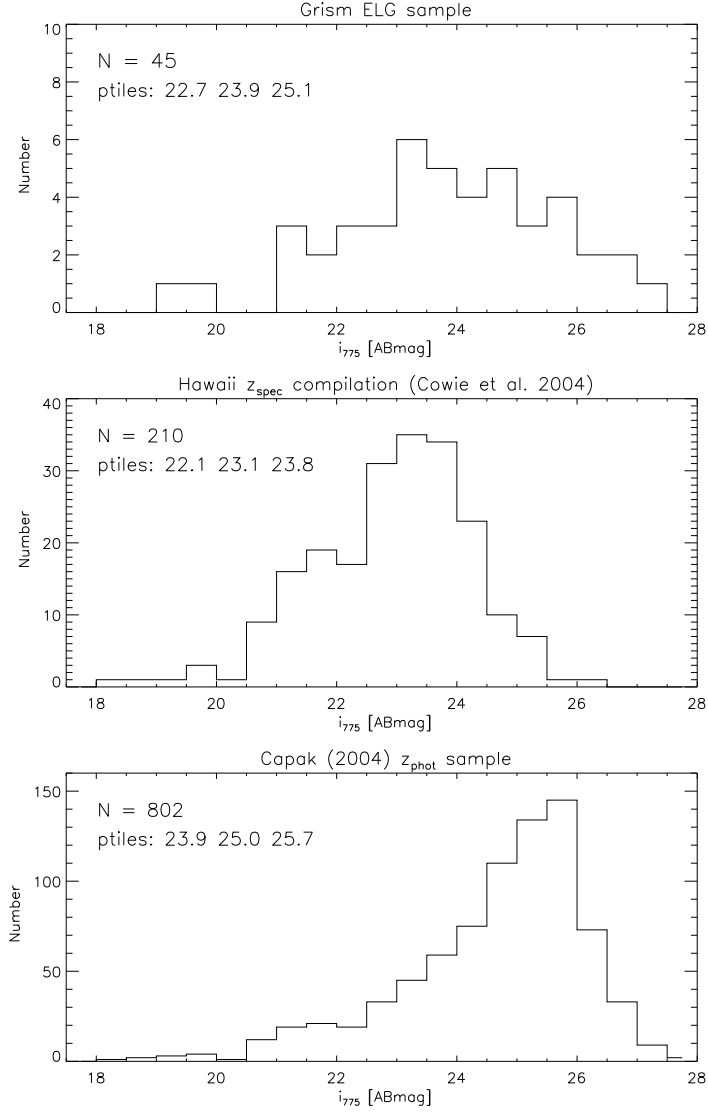 Grism ELG sample
10
N = 45
ptiles: 22.7 23.9 25.1
8
6
4
2
0
Number
18 20 22 24 26 28
i775 [ABmag]
Hawaii zspec compilation (Cowie et al. 2004)
40
N = 210
ptiles: 22.1 23.1 23.8
30
20
10
0
Number
18 20 22 24 26 28
i775 [ABmag]
Capak (2004) zphot sample
150
N = 802
ptiles: 23.9 25.0 25.7
100
50
0
Number
18 20 22 24 26 28
i775 [ABmag]